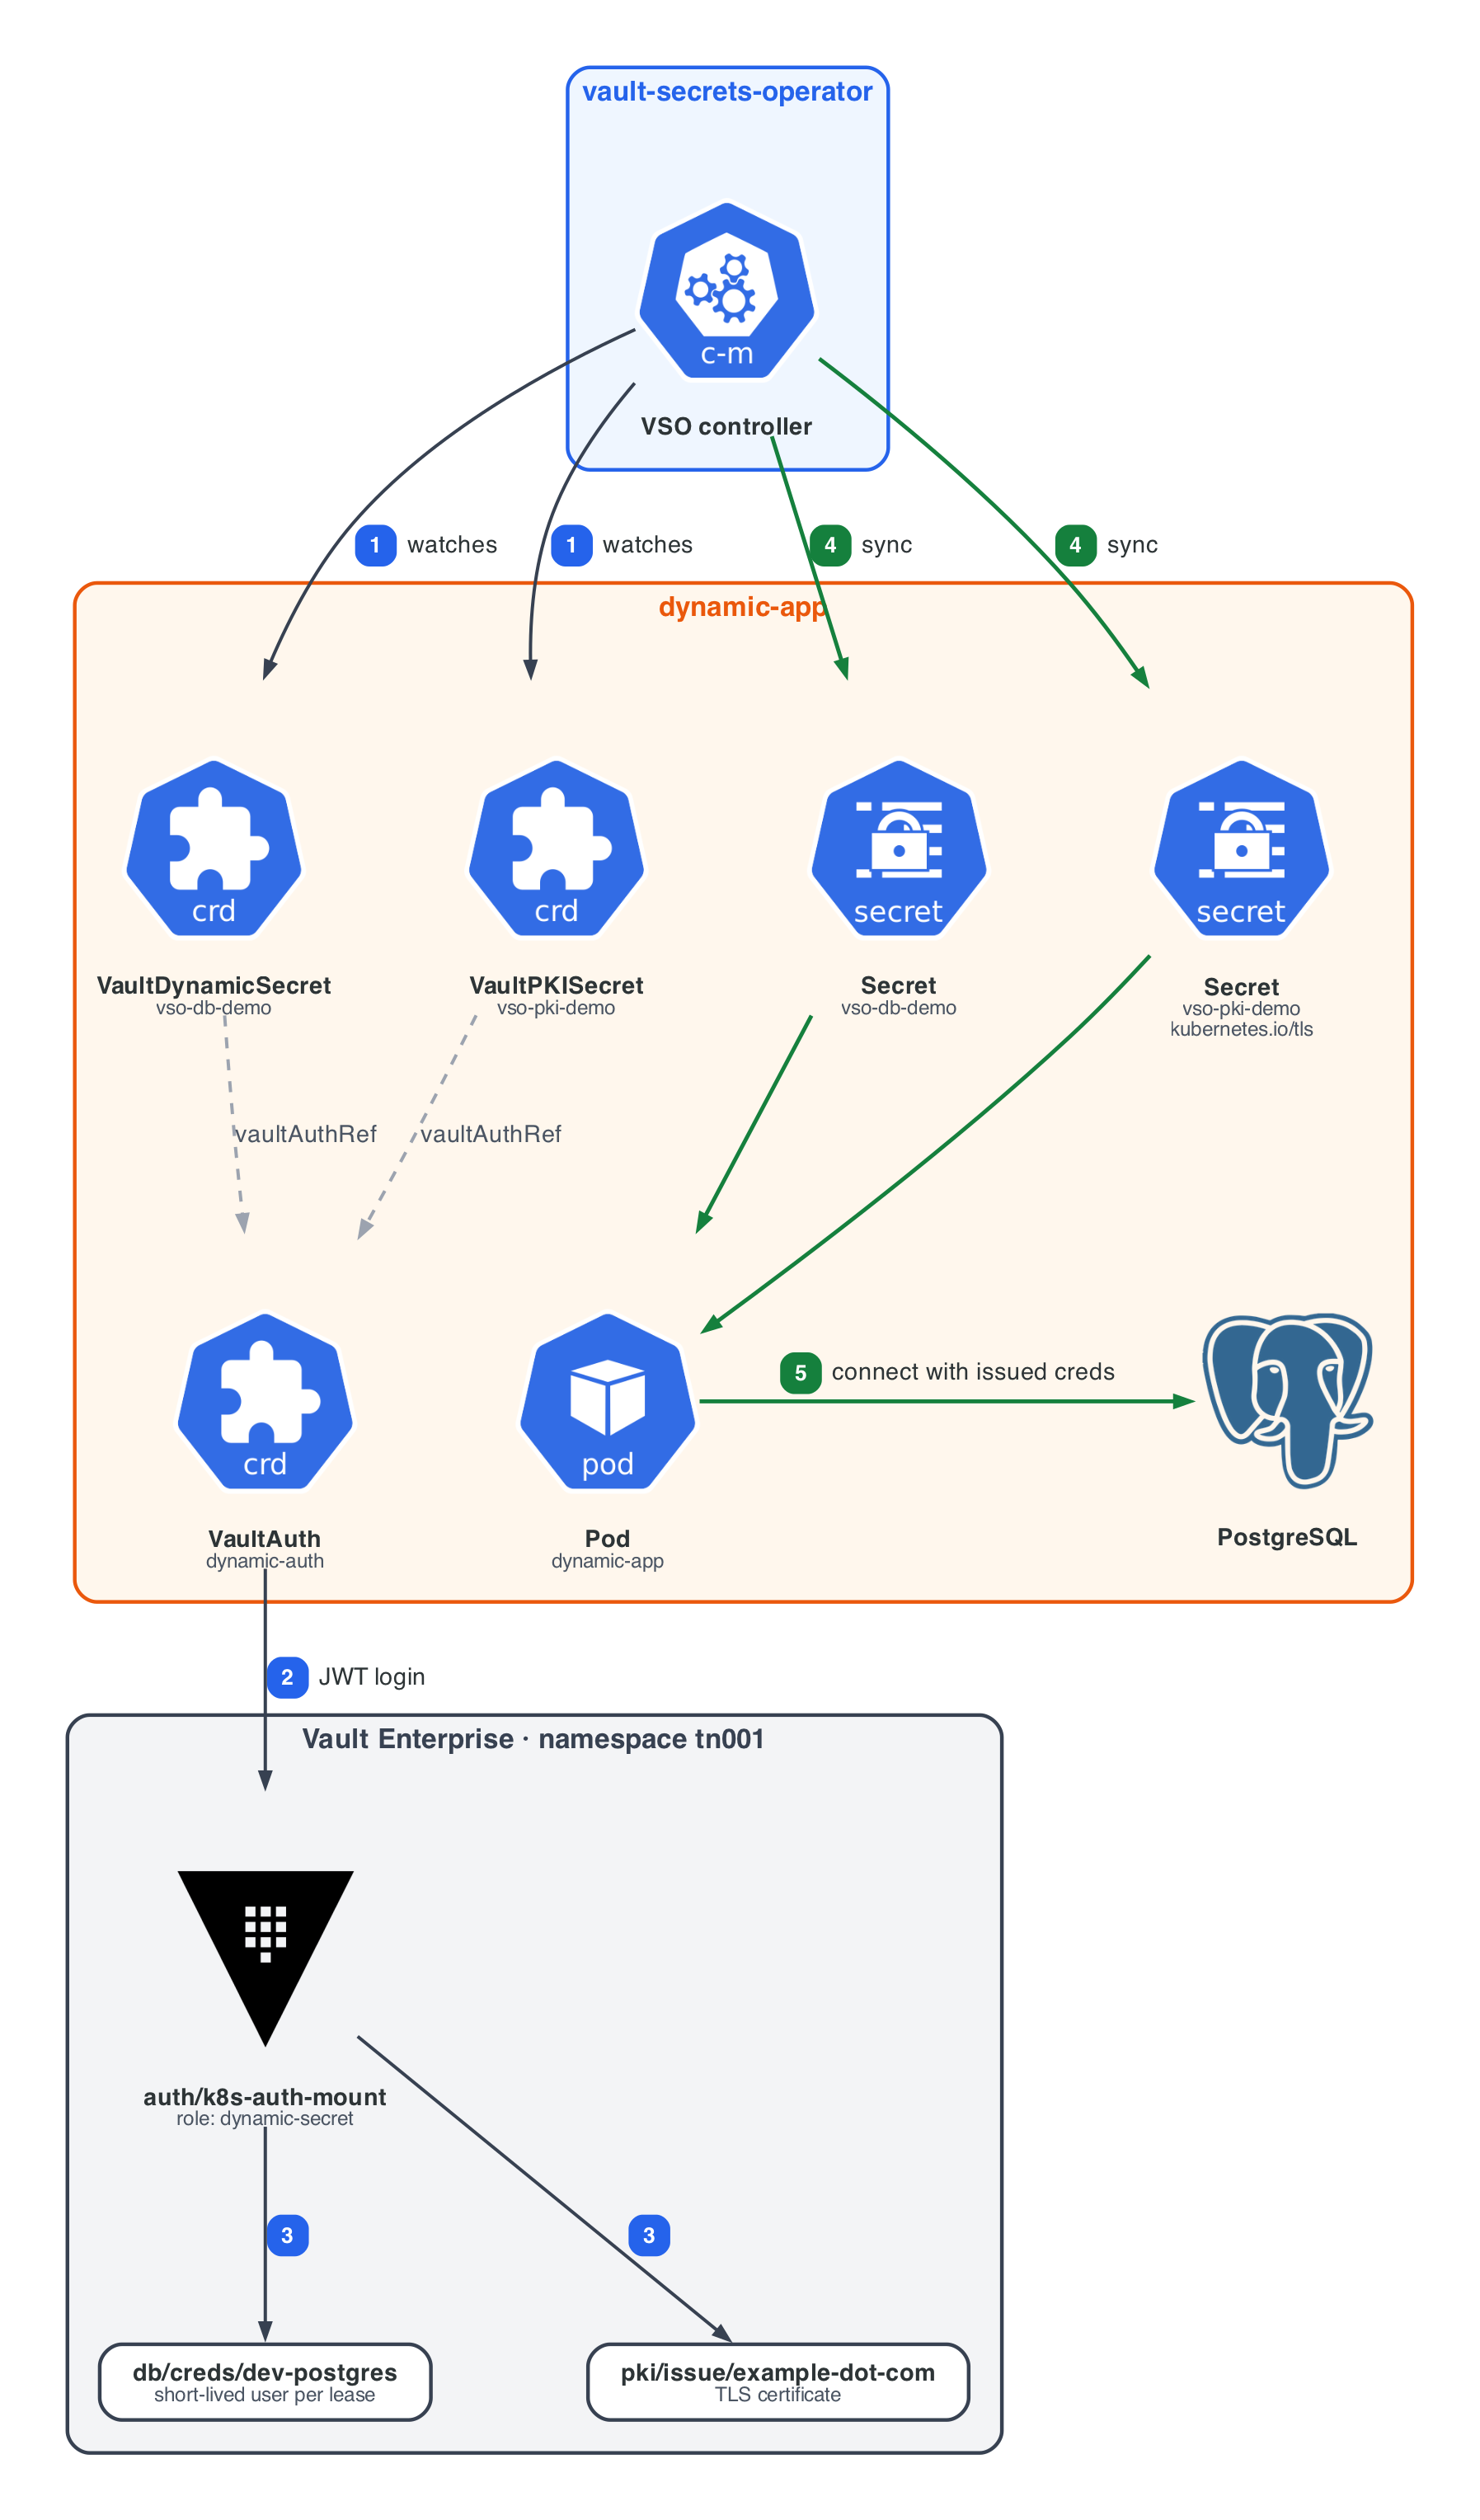 vault-secrets-operator
c-m
VSO controller
1 watches
1 watches
4 sync
4 sync
dynamic-app
crd
crd
secret
secret
VaultDynamicSecret
vso-db-demo
VaultPKISecret
vso-pki-demo
Secret
vso-db-demo
Secret
vso-pki-demo
kubernetes.io/tls
vaultAuthRef
vaultAuthRef
5 connect with issued creds
crd
pod
VaultAuth
dynamic-auth
Pod
dynamic-app
PostgreSQL
2 JWT login
Vault Enterprise · namespace tn001
auth/k8s-auth-mount
role: dynamic-secret
3
3
db/creds/dev-postgres
short-lived user per lease
pki/issue/example-dot-com
TLS certificate